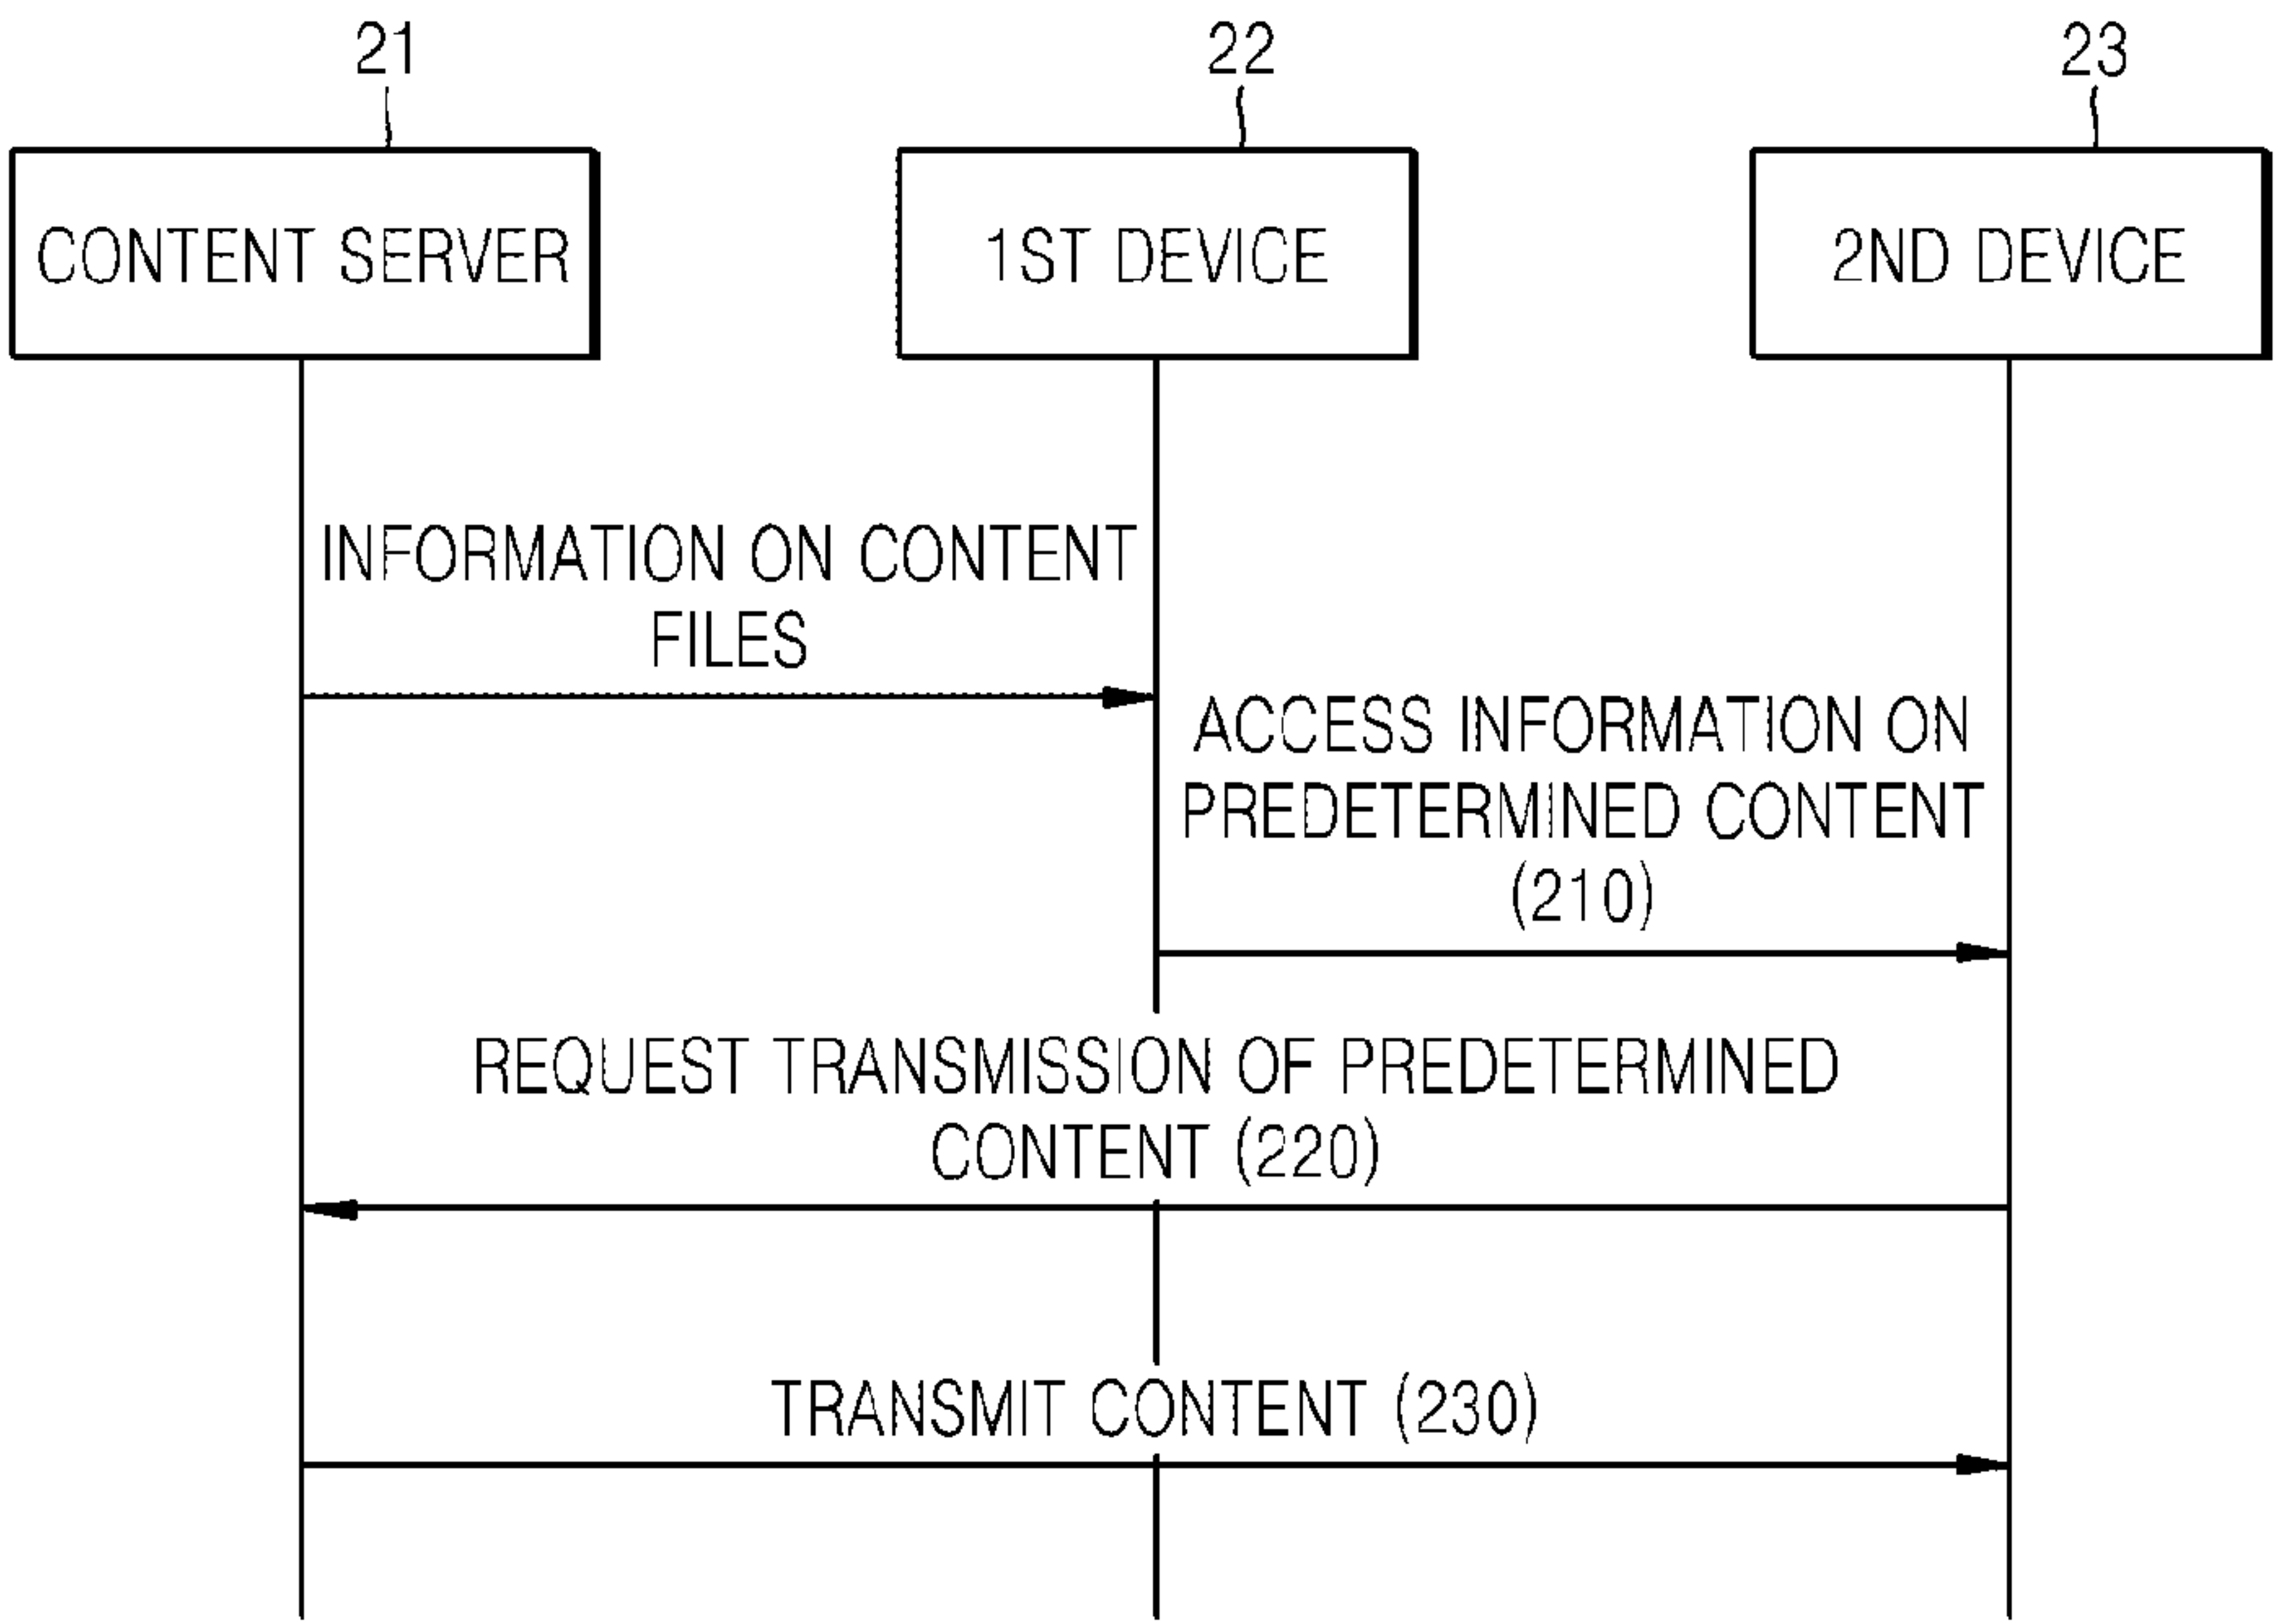 21
22
23
CONTENT SERVER
1ST DEVICE
2ND DEVICE
INFORMATION ON CONTENT
FILES
ACCESS INFORMATION ON
PREDETERMINED CONTENT
(210)
REQUEST TRANSMISSION OF PREDETERMINED
CONTENT (220)
TRANSMIT CONTENT (230)